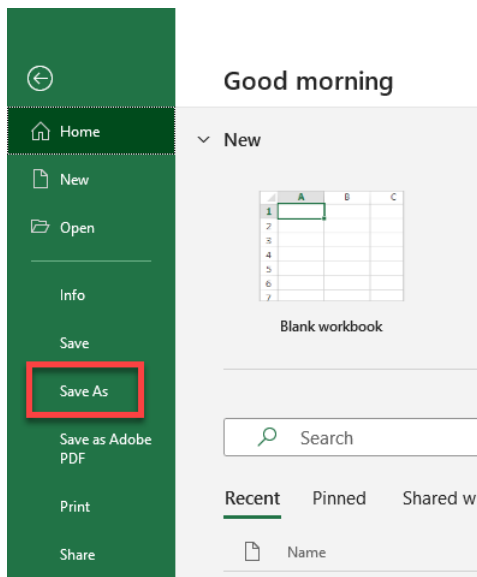 Good morning
Home
New
New
Open
A B C
1
2
3
4
5
6
7
Blank workbook
Info
Save
Save As
Save as Adobe
PDF
Search
Print
Recent Pinned Shared w
Share
Name